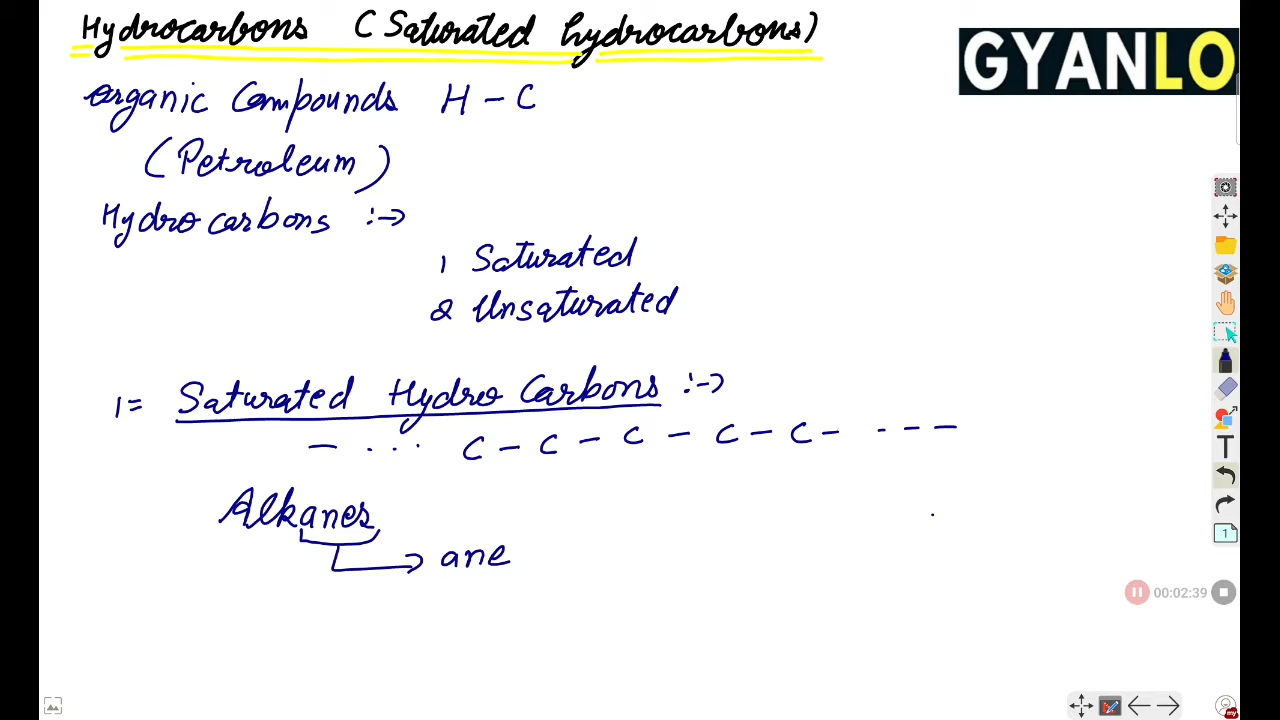 Hydrocarbons (Saturated hydrocarbons)
GYANLO
Organic Compounds H - C
(Petroleum)
Hydrocarbons :->
1 Saturated
2 Unsaturated
1= Saturated Hydro Carbons :->
- ... C - C - C - C - C - . - - -
Alkanes
-> ane
T
1
00:02:39